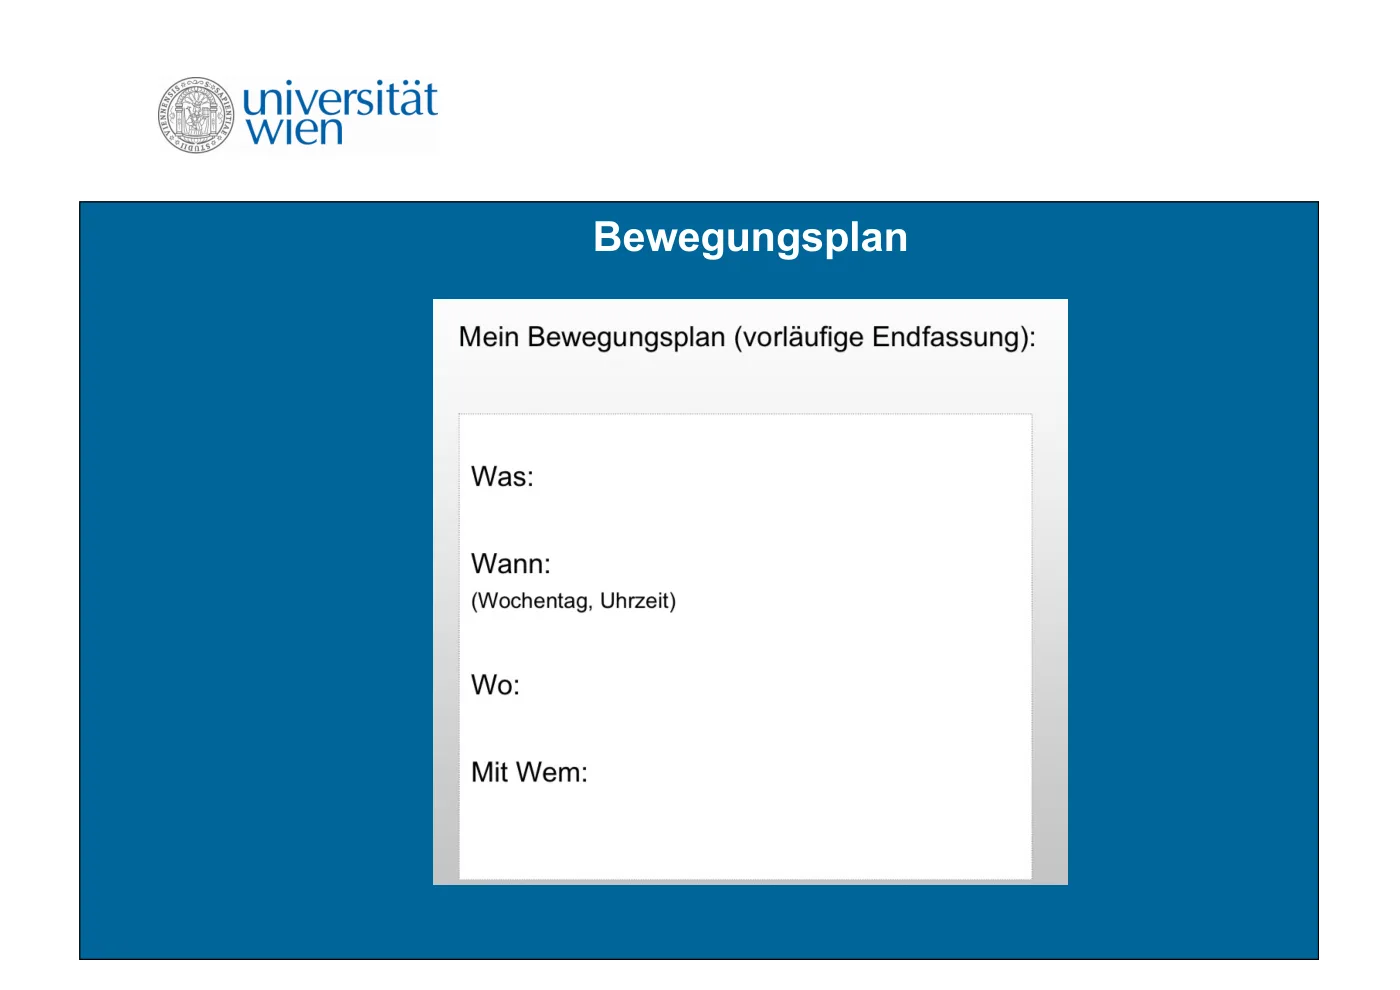 universität
wien
Bewegungsplan
Mein Bewegungsplan (vorläufige Endfassung):
Was:
Wann:
(Wochentag, Uhrzeit)
Wo:
Mit Wem: